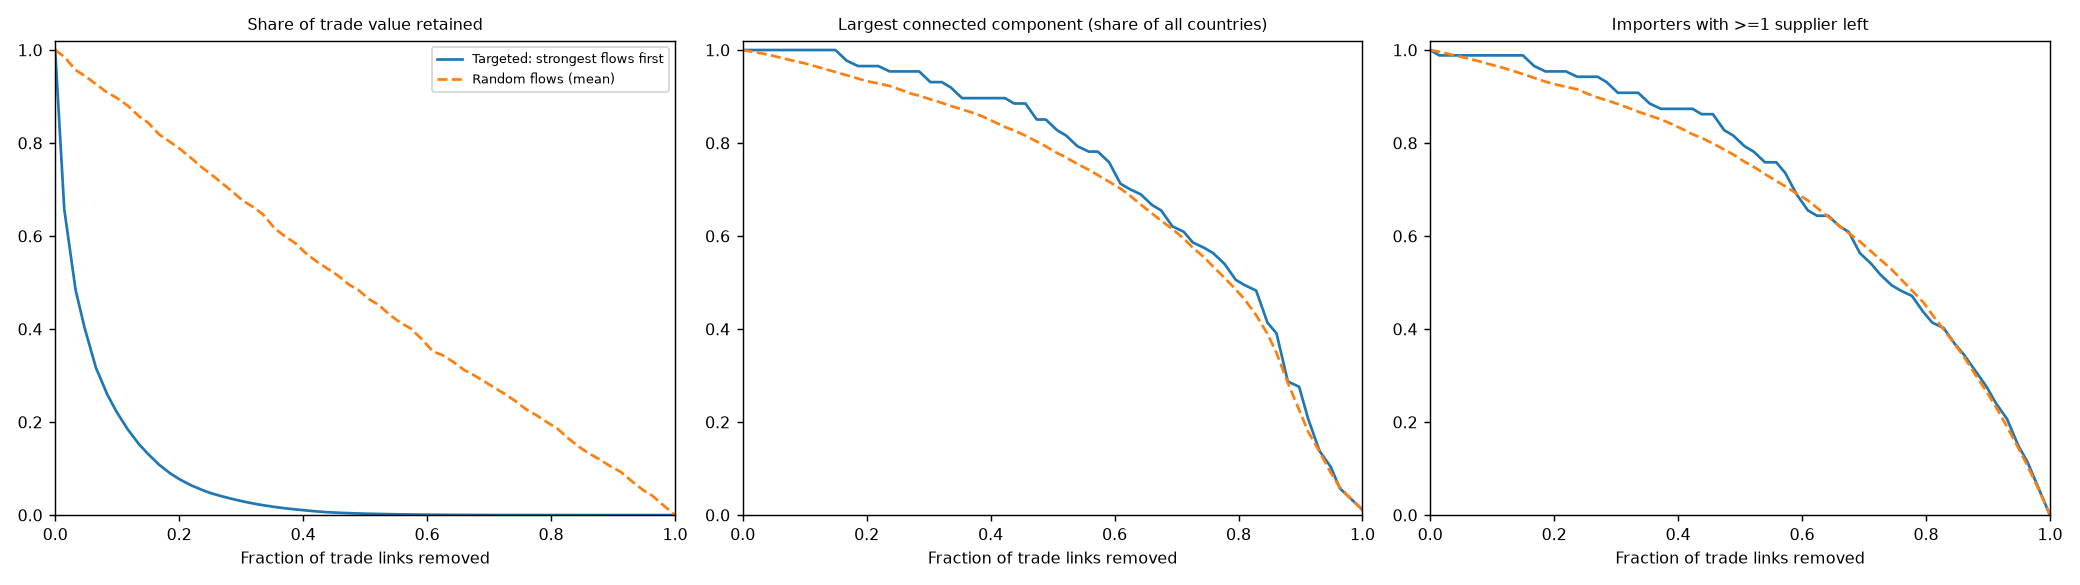 Share of trade value retained
1.0
0.8
0.6
0.4
0.2
0.0
Targeted: strongest flows first
Random flows (mean)
0.0 0.2 0.4 0.6 0.8 1.0
Fraction of trade links removed
Largest connected component (share of all countries)
1.0
0.8
0.6
0.4
0.2
0.0
0.0 0.2 0.4 0.6 0.8 1.0
Fraction of trade links removed
Importers with >=1 supplier left
1.0
0.8
0.6
0.4
0.2
0.0
0.0 0.2 0.4 0.6 0.8 1.0
Fraction of trade links removed